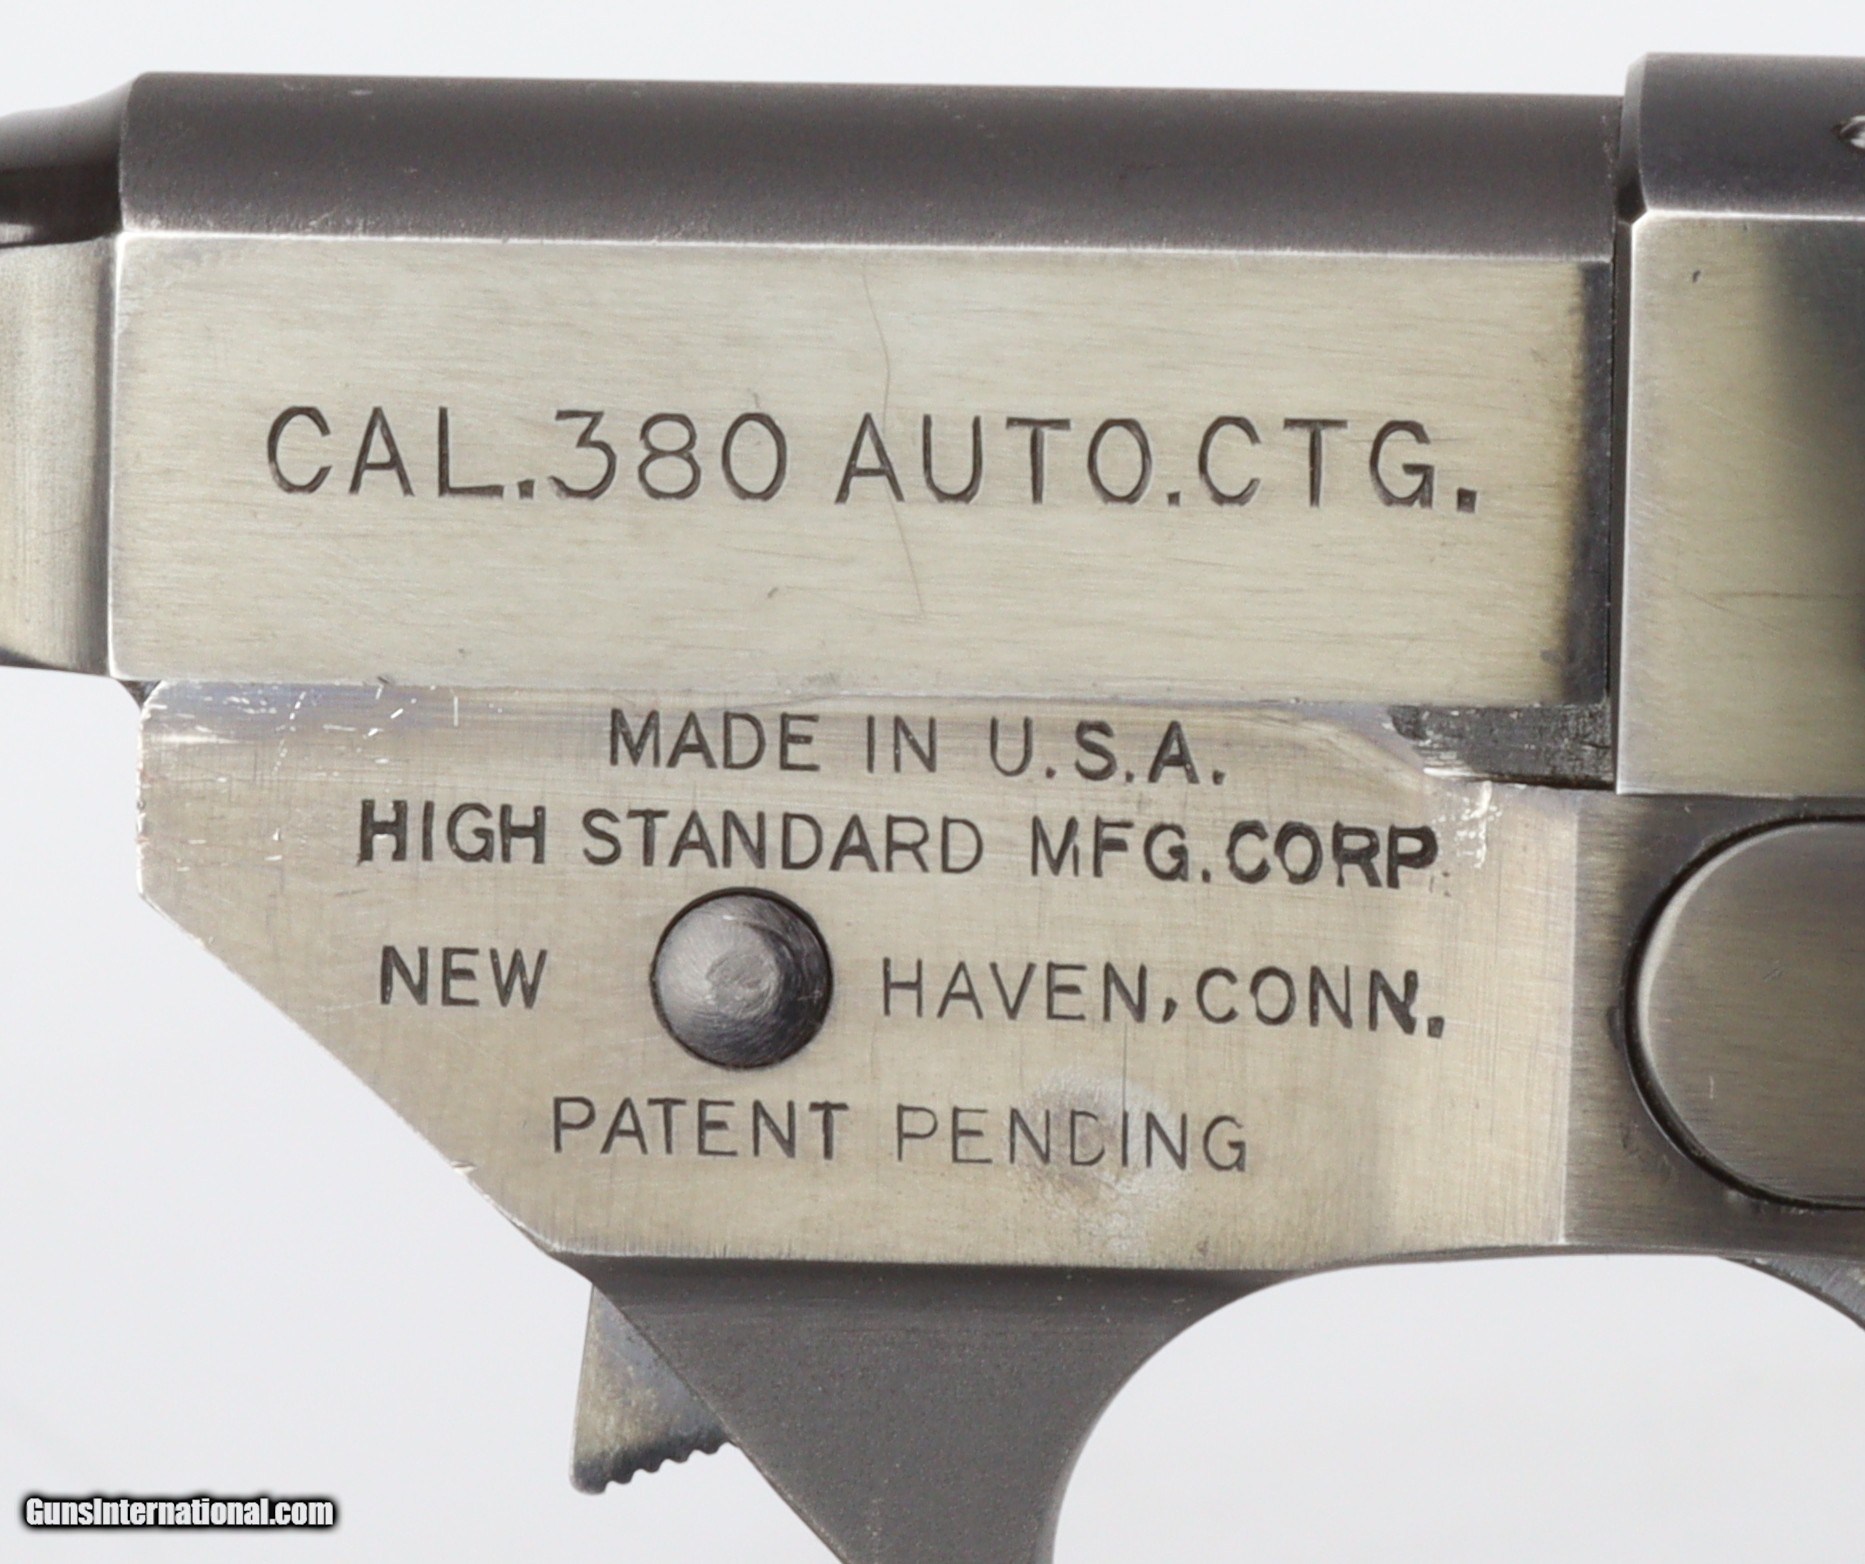 CAL.380 AUTO.CTG.
MADE IN U.S.A.
HIGH STANDARD MFG.CORP.
NEW HAVEN, CONN.
PATENT PENDING
GunsInternational.com